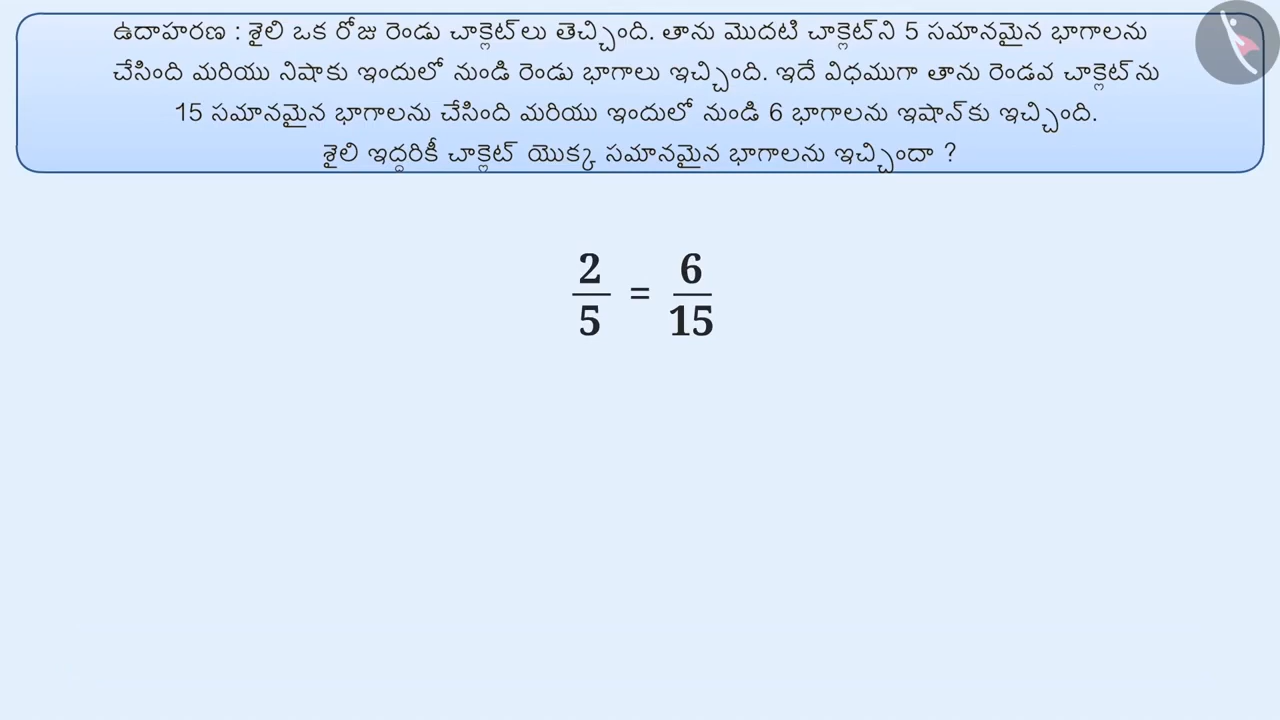 ఉదాహరణ : శైలి ఒక రోజు రెండు చాక్లెట్‌లు తెచ్చింది. తాను మొదటి చాక్లెట్‌ని 5 సమానమైన భాగాలను
చేసింది మరియు నిషాకు ఇందులో నుండి రెండు భాగాలు ఇచ్చింది. ఇదే విధముగా తాను రెండవ చాక్లెట్‌ను
15 సమానమైన భాగాలను చేసింది మరియు ఇందులో నుండి 6 భాగాలను ఇషాన్‌కు ఇచ్చింది.
శైలి ఇద్దరికీ చాక్లెట్ యొక్క సమానమైన భాగాలను ఇచ్చిందా ?
2/5 = 6/15